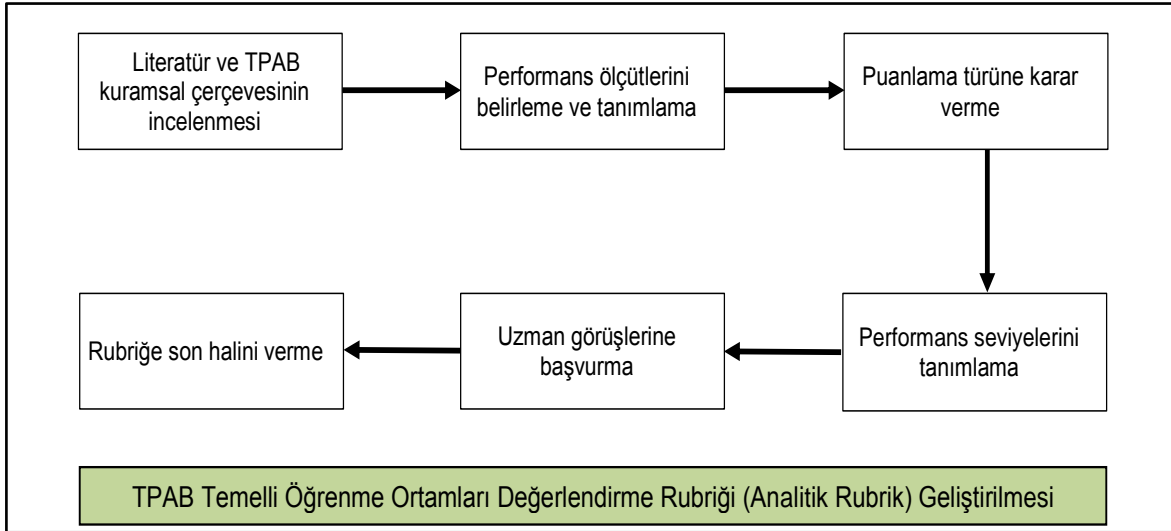 Literatür ve TPAB
kuramsal çerçevesinin
incelenmesi
Performans ölçütlerini
belirleme ve tanımlama
Puanlama türüne karar
verme
Performans seviyelerini
tanımlama
Uzman görüşlerine
başvurma
Rubriğe son halini verme
TPAB Temelli Öğrenme Ortamları Değerlendirme Rubriği (Analitik Rubrik) Geliştirilmesi